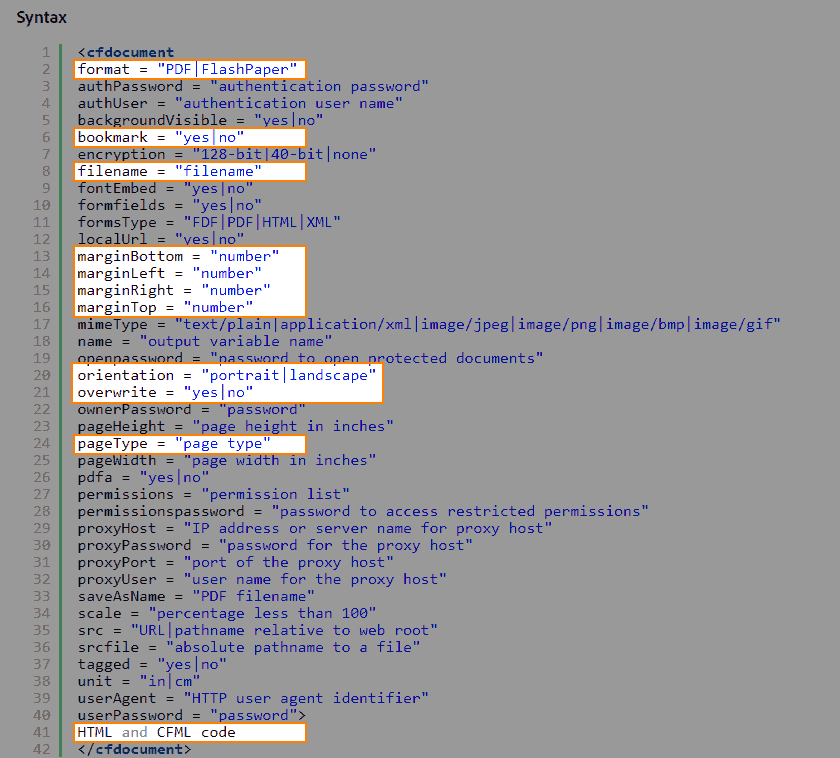 Syntax
1 <cfdocument
2 format = "PDF|FlashPaper"
3 authPassword = "authentication password"
4 authUser = "authentication user name"
5 backgroundVisible = "yes|no"
6 bookmark = "yes|no"
7 encryption = "128-bit|40-bit|none"
8 filename = "filename"
9 fontEmbed = "yes|no"
10 formfields = "yes|no"
11 formsType = "FDF|PDF|HTML|XML"
12 localUrl = "yes|no"
13 marginBottom = "number"
14 marginLeft = "number"
15 marginRight = "number"
16 marginTop = "number"
17 mimeType = "text/plain|application/xml|image/jpeg|image/png|image/bmp|image/gif"
18 name = "output variable name"
19 openpassword = "password to open protected documents"
20 orientation = "portrait|landscape"
21 overwrite = "yes|no"
22 ownerPassword = "password"
23 pageHeight = "page height in inches"
24 pageType = "page type"
25 pageWidth = "page width in inches"
26 pdfa = "yes|no"
27 permissions = "permission list"
28 permissionspassword = "password to access restricted permissions"
29 proxyHost = "IP address or server name for proxy host"
30 proxyPassword = "password for the proxy host"
31 proxyPort = "port of the proxy host"
32 proxyUser = "user name for the proxy host"
33 saveAsName = "PDF filename"
34 scale = "percentage less than 100"
35 src = "URL|pathname relative to web root"
36 srcfile = "absolute pathname to a file"
37 tagged = "yes|no"
38 unit = "in|cm"
39 userAgent = "HTTP user agent identifier"
40 userPassword = "password">
41 HTML and CFML code
42 </cfdocument>